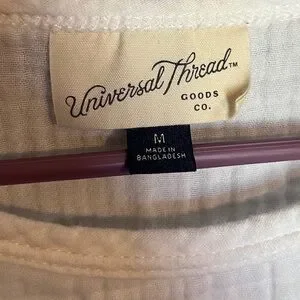 Universal Thread™
GOODS
CO.
M
MADE IN
BANGLADESH